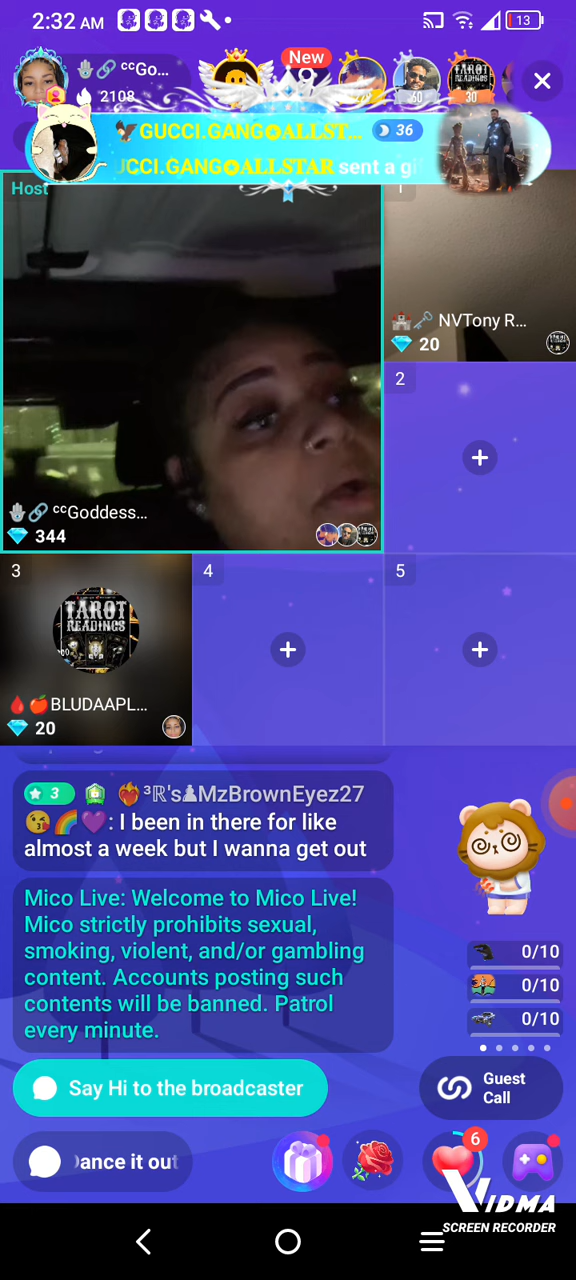 2:32 AM
13
ᶜᶜGo...
New
2108
60
30
GUCCI.GANG✪ALLST... 36
UCCI.GANG✪ALLSTAR sent a gi
Host
1
NVTony R...
20
2
ᶜᶜGoddess...
344
3
4
5
TAROT
READINGS
BLUDAAPL...
20
3 ³ℝ's♟MzBrownEyez27
: I been in there for like
almost a week but I wanna get out
Mico Live: Welcome to Mico Live!
Mico strictly prohibits sexual,
smoking, violent, and/or gambling
content. Accounts posting such
contents will be banned. Patrol
every minute.
0/10
0/10
0/10
Say Hi to the broadcaster
Guest
Call
Dance it out
6
VIDMA
SCREEN RECORDER